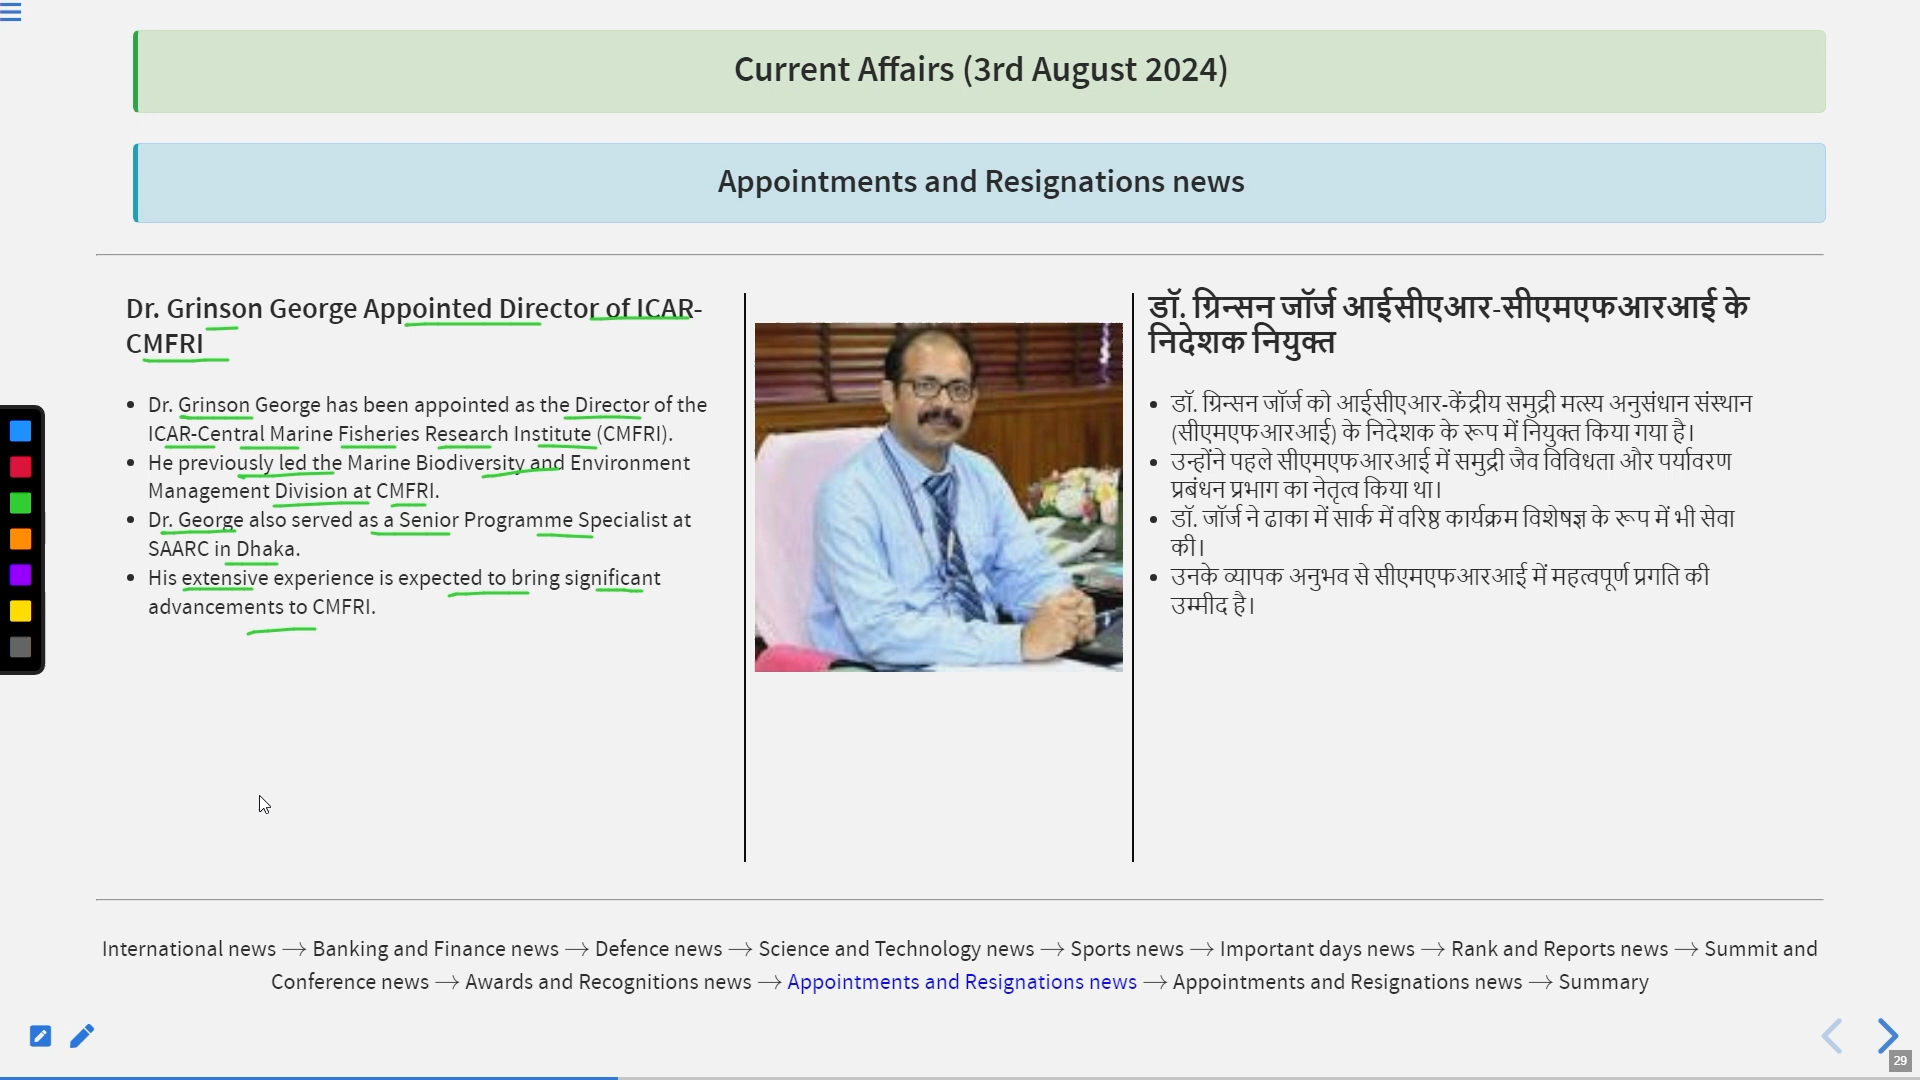 Current Affairs (3rd August 2024)
Appointments and Resignations news
Dr. Grinson George Appointed Director of ICAR-
CMFRI
Dr. Grinson George has been appointed as the Director of the
ICAR-Central Marine Fisheries Research Institute (CMFRI).
He previously led the Marine Biodiversity and Environment
Management Division at CMFRI.
Dr. George also served as a Senior Programme Specialist at
SAARC in Dhaka.
His extensive experience is expected to bring significant
advancements to CMFRI.
डॉ. ग्रिन्सन जॉर्ज आईसीएआर-सीएमएफआरआई के
निदेशक नियुक्त
डॉ. ग्रिन्सन जॉर्ज को आईसीएआर-केंद्रीय समुद्री मत्स्य अनुसंधान संस्थान
(सीएमएफआरआई) के निदेशक के रूप में नियुक्त किया गया है।
उन्होंने पहले सीएमएफआरआई में समुद्री जैव विविधता और पर्यावरण
प्रबंधन प्रभाग का नेतृत्व किया था।
डॉ. जॉर्ज ने ढाका में सार्क में वरिष्ठ कार्यक्रम विशेषज्ञ के रूप में भी सेवा
की।
उनके व्यापक अनुभव से सीएमएफआरआई में महत्वपूर्ण प्रगति की
उम्मीद है।
International news → Banking and Finance news → Defence news → Science and Technology news → Sports news → Important days news → Rank and Reports news → Summit and
Conference news → Awards and Recognitions news → Appointments and Resignations news → Appointments and Resignations news → Summary
29